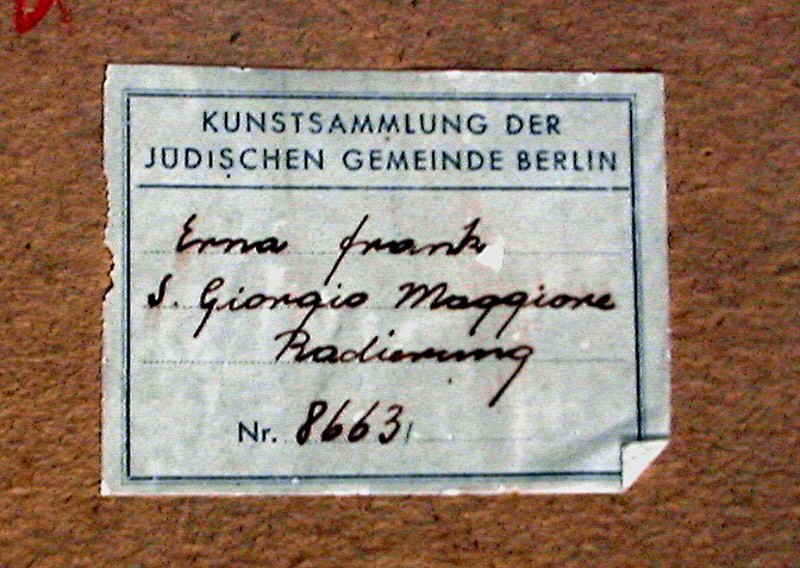 KUNSTSAMMLUNG DER
JÜDISCHEN GEMEINDE BERLIN
Erna Frank
S. Giorgio Maggiore
Radierung
Nr. 8663